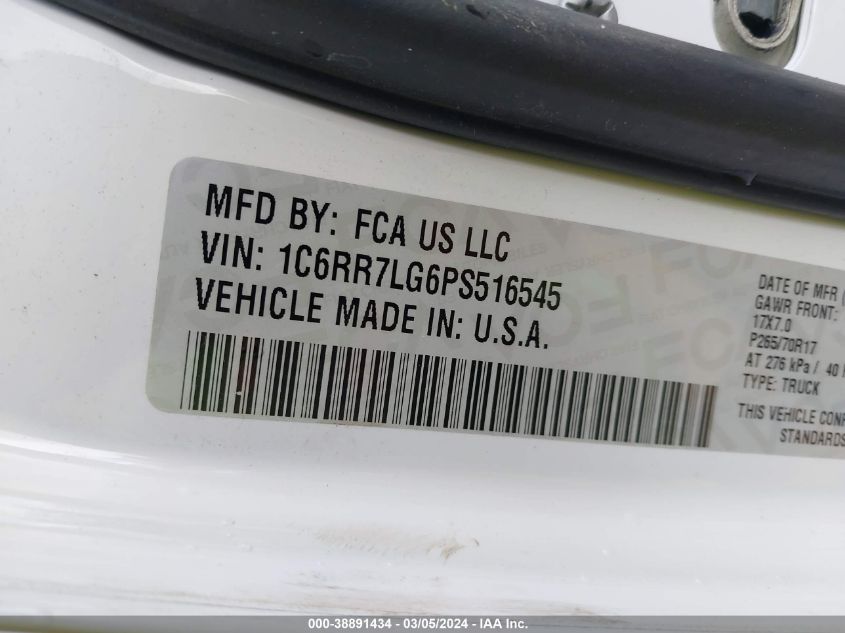 MFD BY: FCA US LLC
VIN: 1C6RR7LG6PS516545
VEHICLE MADE IN: U.S.A.
DATE OF MFR
GAWR FRONT:
17X7.0
P265/70R17
AT 276 kPa / 40
TYPE: TRUCK
THIS VEHICLE
STANDARDS
000-38891434 - 03/05/2024 - IAA Inc.